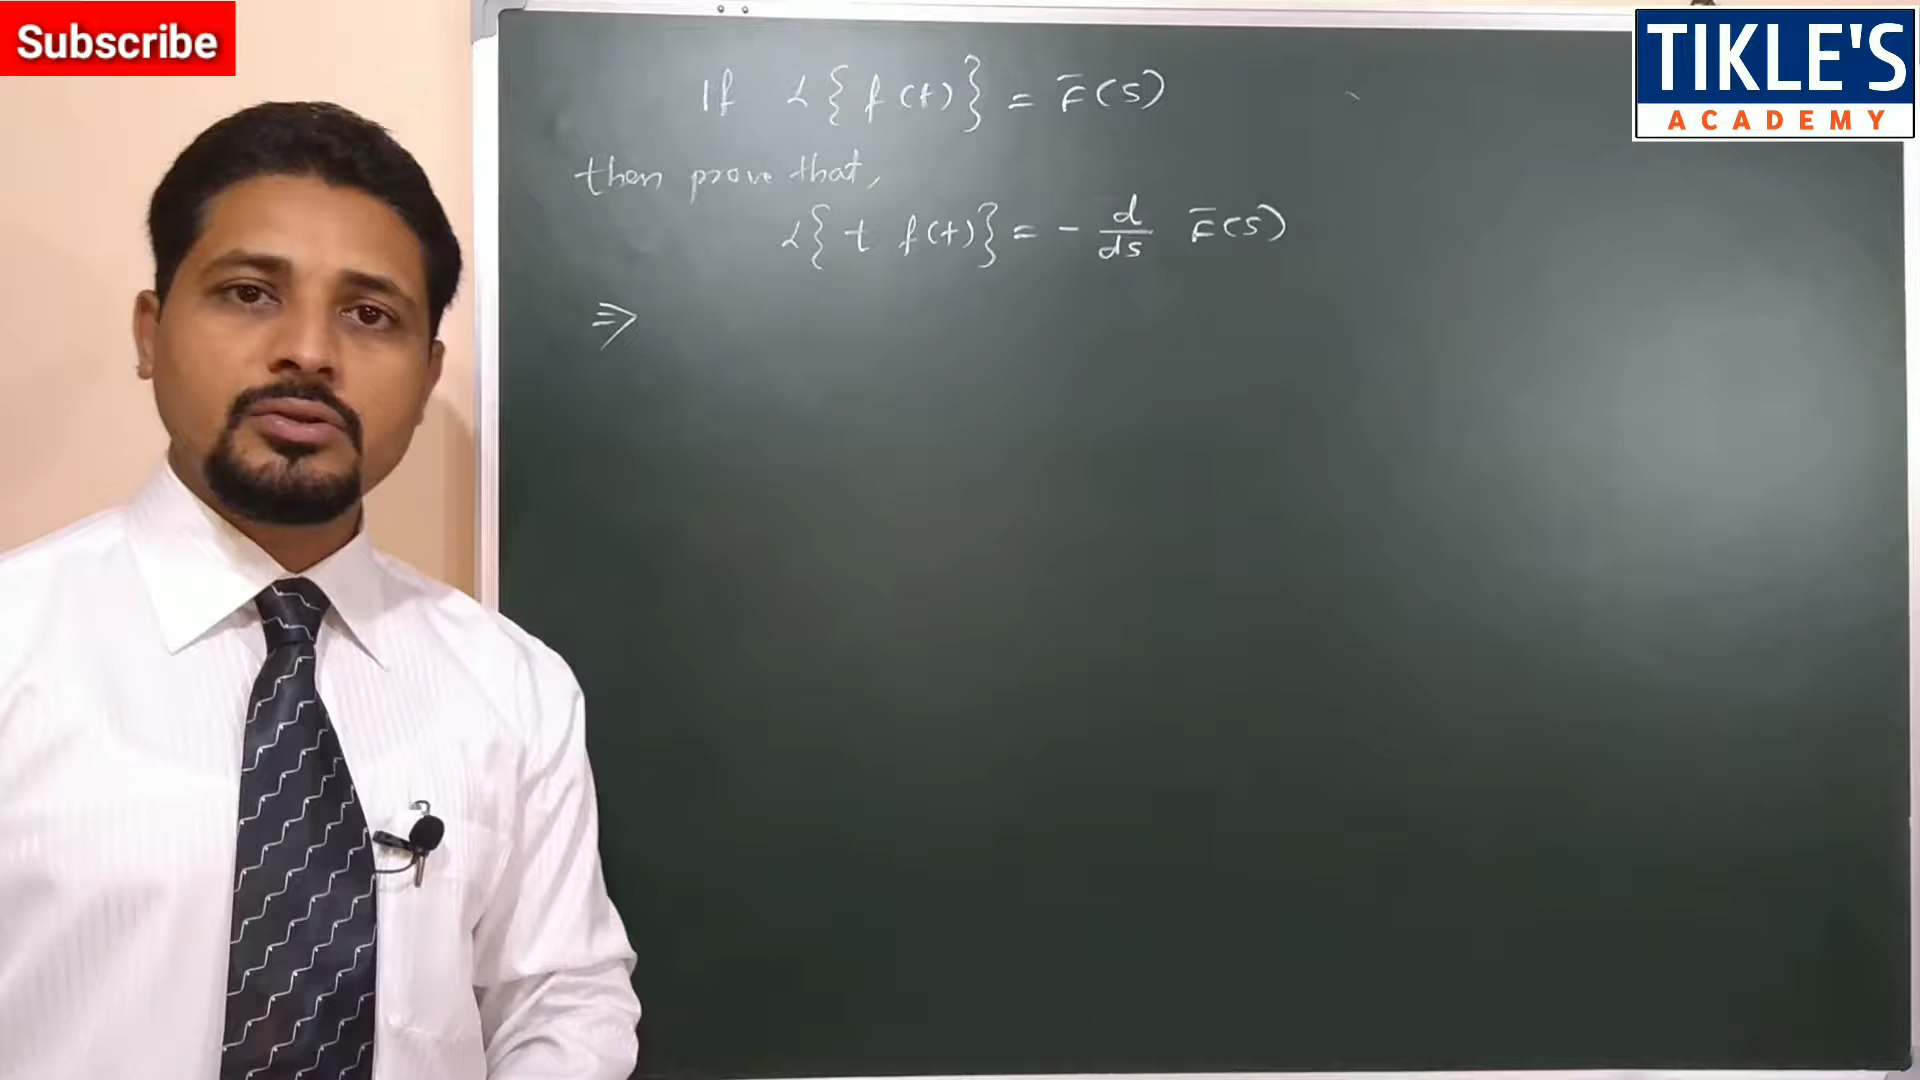 Subscribe
TIKLE'S
ACADEMY
If L{f(t)} = F̄(s)
then prove that,
L{t f(t)} = - d/ds F̄(s)
⇒